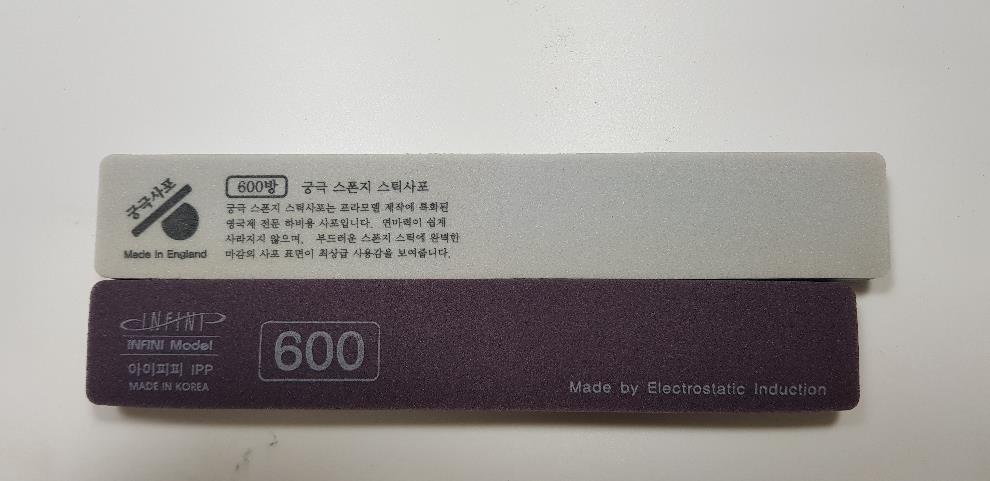 궁극사포
Made In England
600방 궁극 스폰지 스틱사포
궁극 스폰지 스틱사포는 프라모델 제작에 특화된
영국제 전문 하비용 사포입니다. 연마력이 쉽게
사라지지 않으며, 부드러운 스폰지 스틱에 완벽한
마감의 사포 표면이 최상급 사용감을 보여줍니다.
INFINI
INFINI Model
아이피피 IPP
MADE IN KOREA
600
Made by Electrostatic Induction